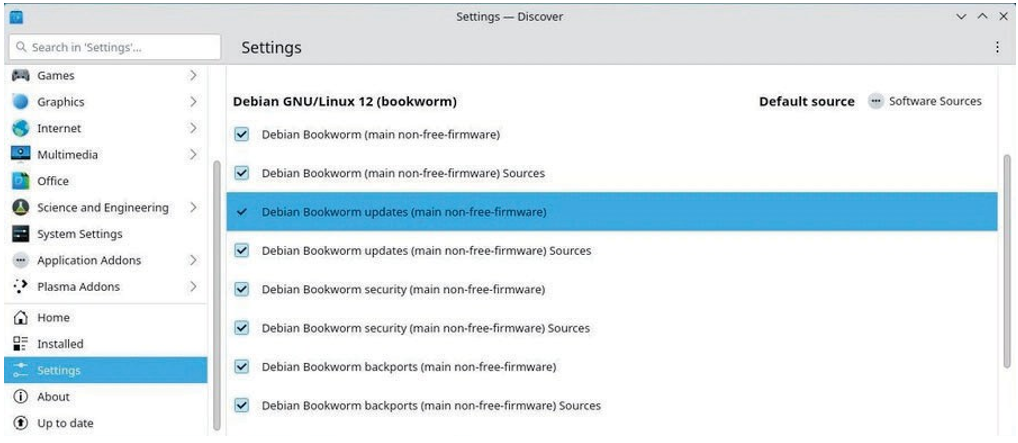 Settings — Discover
Search in 'Settings'...
Settings
Games
Graphics
Internet
Multimedia
Office
Science and Engineering
System Settings
Application Addons
Plasma Addons
Home
Installed
Settings
About
Up to date
Debian GNU/Linux 12 (bookworm)
Default source
Software Sources
Debian Bookworm (main non-free-firmware)
Debian Bookworm (main non-free-firmware) Sources
Debian Bookworm updates (main non-free-firmware)
Debian Bookworm updates (main non-free-firmware) Sources
Debian Bookworm security (main non-free-firmware)
Debian Bookworm security (main non-free-firmware) Sources
Debian Bookworm backports (main non-free-firmware)
Debian Bookworm backports (main non-free-firmware) Sources